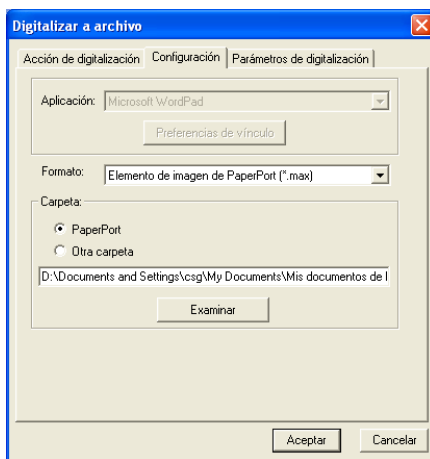 Digitalizar a archivo
Acción de digitalización Configuración Parámetros de digitalización
Aplicación: Microsoft WordPad
Preferencias de vínculo
Formato: Elemento de imagen de PaperPort (*.max)
Carpeta:
PaperPort
Otra carpeta
D:\Documents and Settings\csg\My Documents\Mis documentos de l
Examinar
Aceptar Cancelar